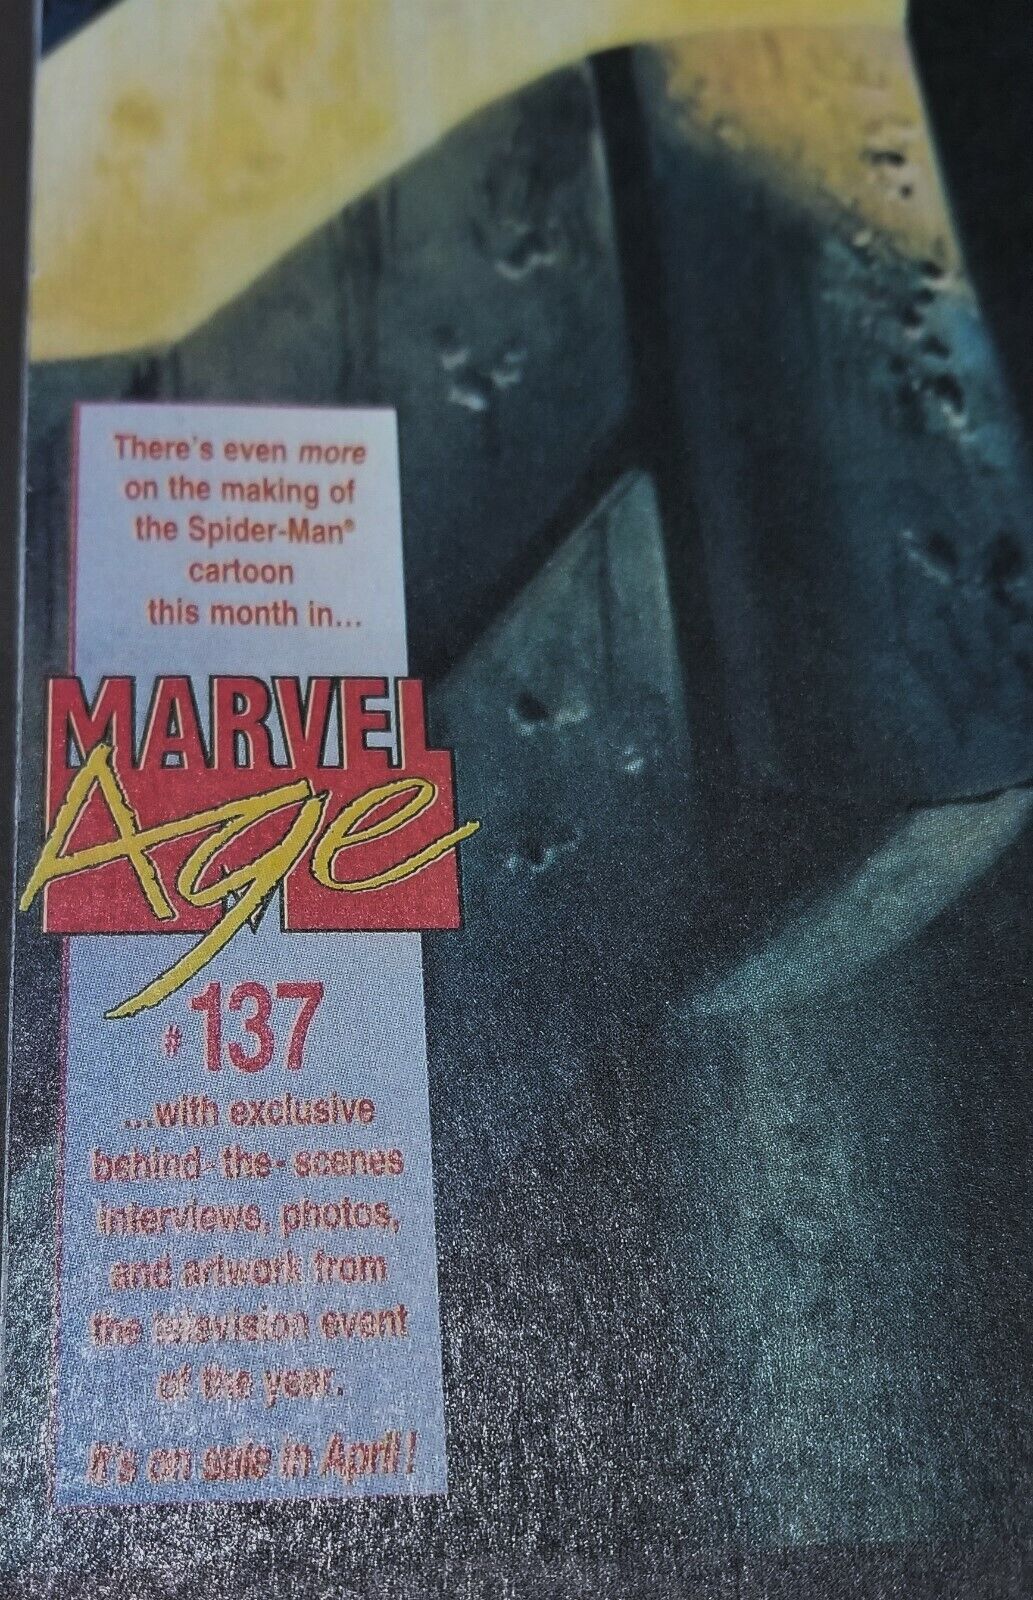 There's even more
on the making of
the Spider-Man®
cartoon
this month in...
MARVEL
Age
#137
...with exclusive
behind-the-scenes
interviews, photos,
and artwork from
the television event
of the year.
It's on sale in April!